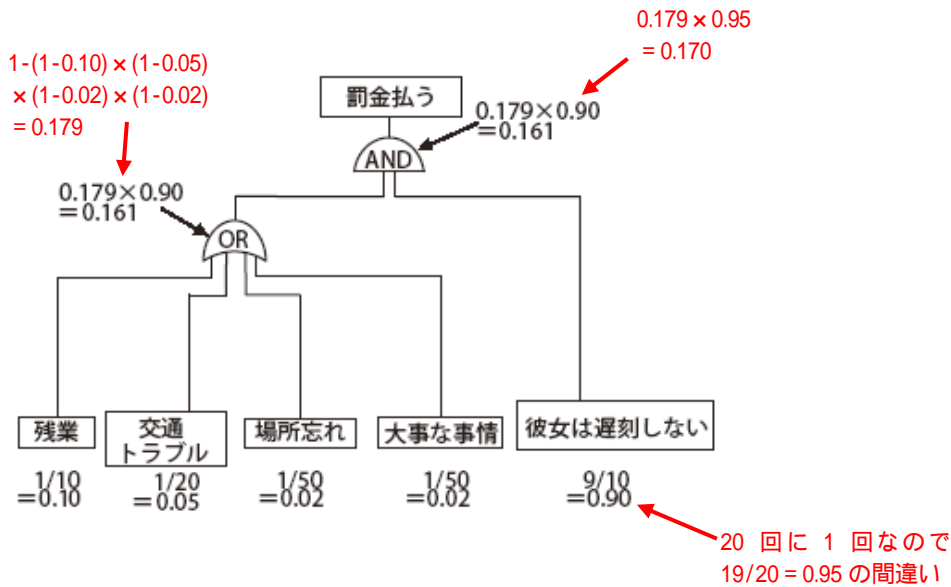 0.179×0.95
=0.170
1-(1-0.10)×(1-0.05)
×(1-0.02)×(1-0.02)
=0.179
罰金払う
0.179×0.90
=0.161
AND
0.179×0.90
=0.161
OR
残業
交通
トラブル
場所忘れ
大事な事情
彼女は遅刻しない
1/10
=0.10
1/20
=0.05
1/50
=0.02
1/50
=0.02
9/10
=0.90
20 回に 1 回なので
19/20=0.95 の間違い